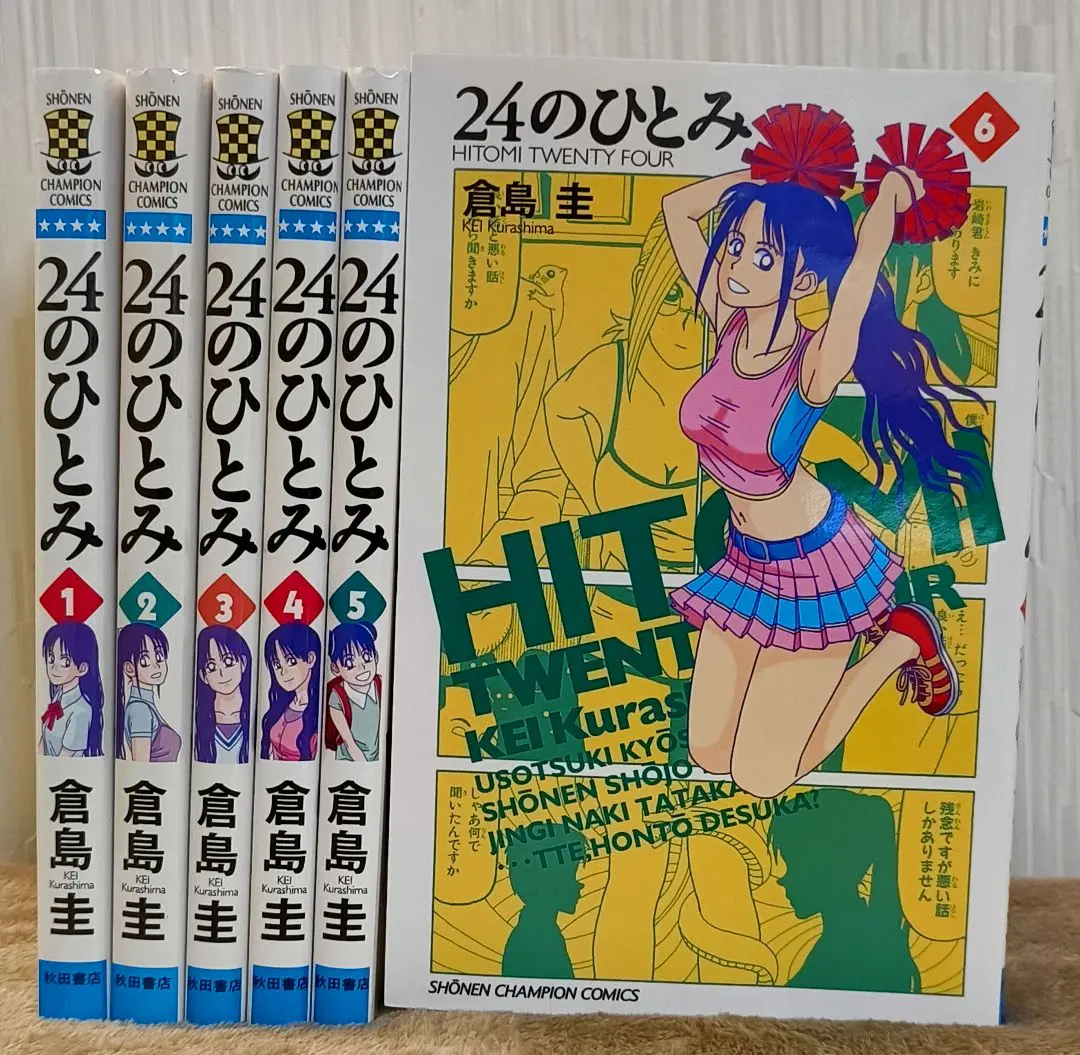 SHŌNEN
CHAMPION
COMICS
24のひとみ
1
倉島圭
KEI
Kurashima
秋田書店
SHŌNEN
CHAMPION
COMICS
24のひとみ
2
倉島圭
KEI
Kurashima
秋田書店
SHŌNEN
CHAMPION
COMICS
24のひとみ
3
倉島圭
KEI
Kurashima
秋田書店
SHŌNEN
CHAMPION
COMICS
24のひとみ
4
倉島圭
KEI
Kurashima
秋田書店
SHŌNEN
CHAMPION
COMICS
24のひとみ
5
倉島圭
KEI
Kurashima
秋田書店
24のひとみ
HITOMI TWENTY FOUR
6
倉島 圭
KEI Kurashima
岩崎君 きみに
あります
と悪い話
ら聞きますか
僕
HIT
TWENT
KEI Kuras
USOTSUKI KYŌS
SHŌNEN SHŌJO
JINGI NAKI TATAKA
...TTE,HONTŌ DESUKA?
え…だっ
じゃあ何で
聞いたんですか
残念ですが悪い話
しかありません
SHŌNEN CHAMPION COMICS